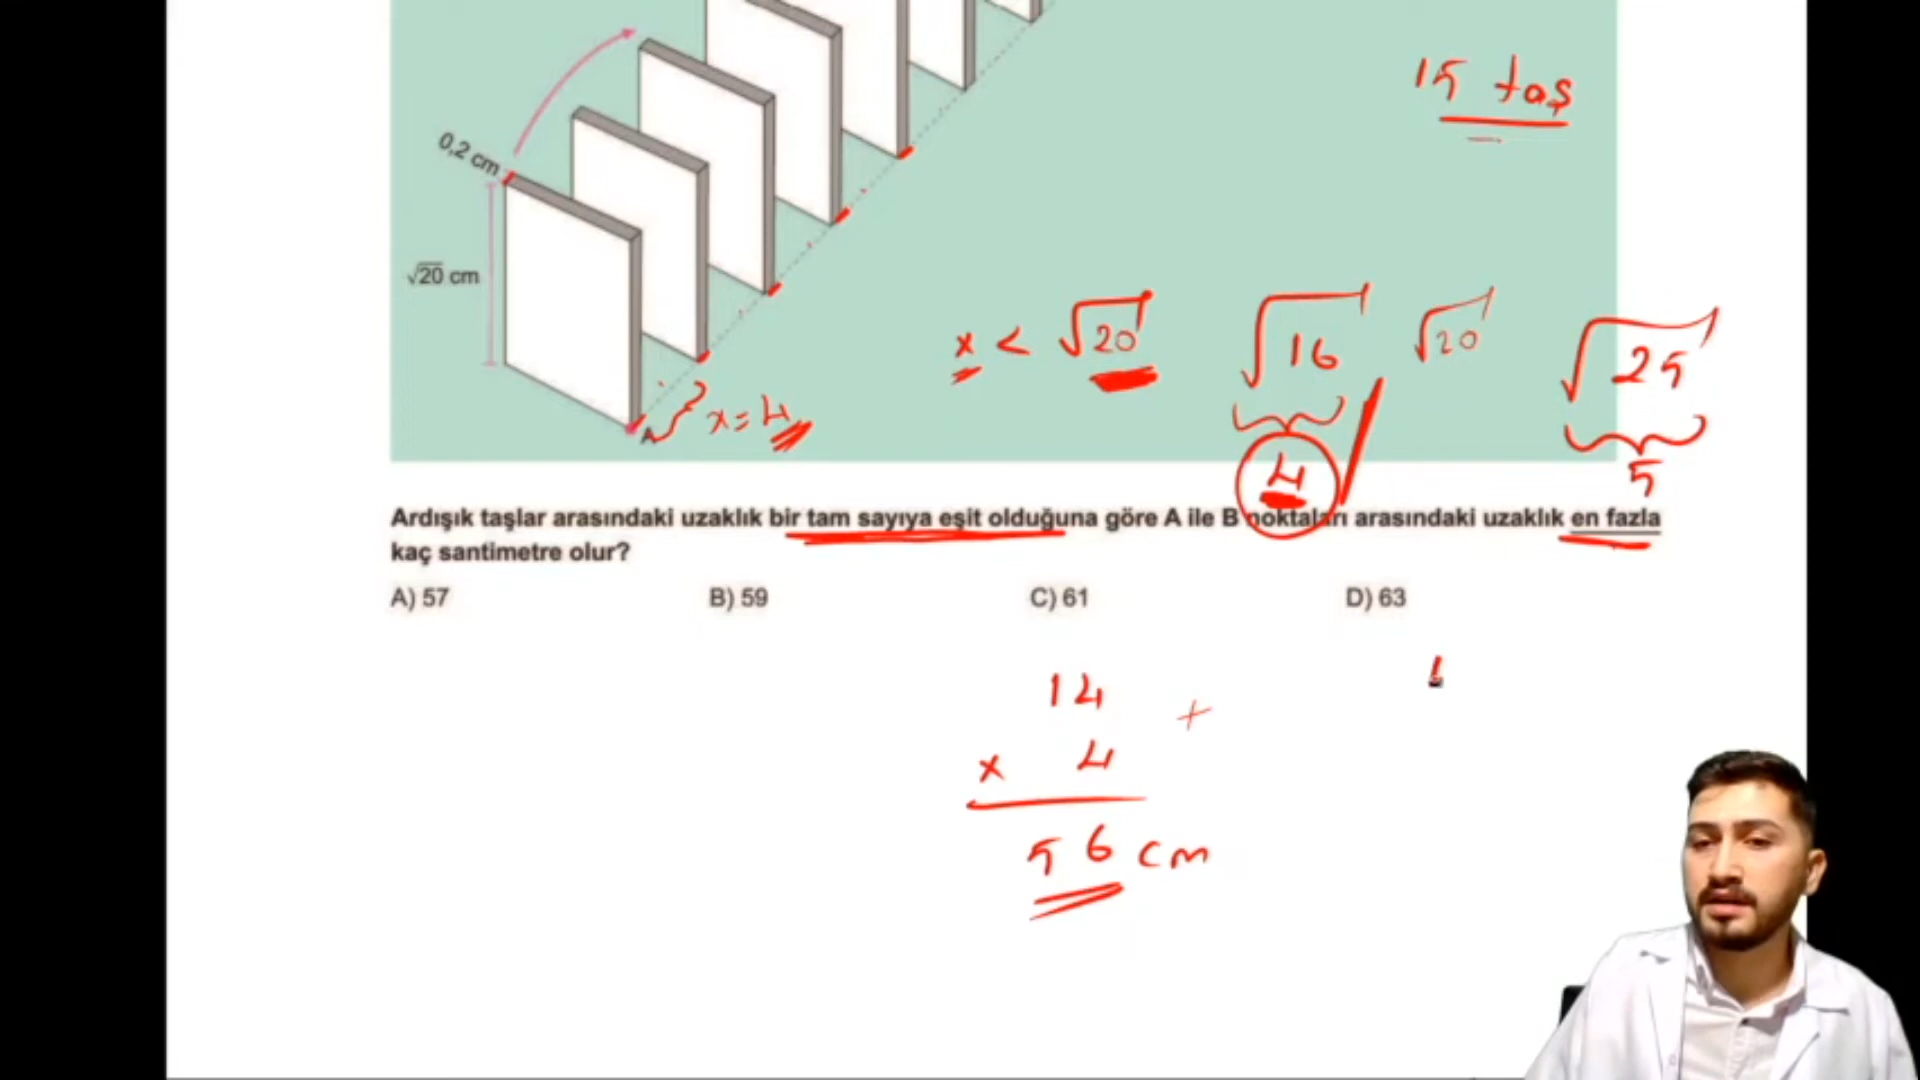 15 taş
0,2 cm
√20 cm
x < √20
√16 √20 √25
x = 4
4
5
Ardışık taşlar arasındaki uzaklık bir tam sayıya eşit olduğuna göre A ile B noktaları arasındaki uzaklık en fazla
kaç santimetre olur?
A) 57 B) 59 C) 61 D) 63
14 +
x 4
56 cm